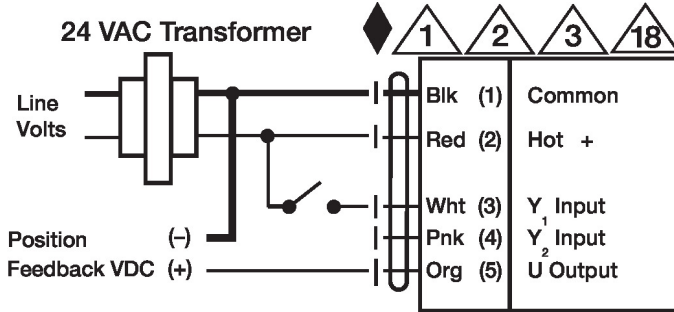 24 VAC Transformer
1 2 3 18
Line
Volts
Blk (1) Common
Red (2) Hot +
Wht (3) Y1 Input
Pnk (4) Y2 Input
Org (5) U Output
Position (–)
Feedback VDC (+)